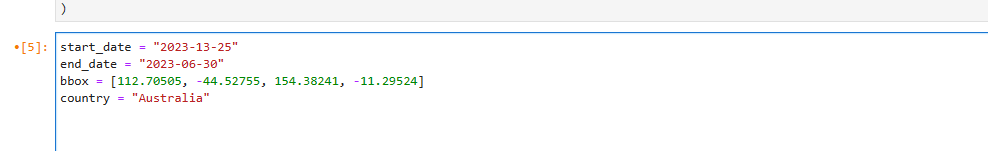 )
•[5]:
start_date = "2023-13-25"
end_date = "2023-06-30"
bbox = [112.70505, -44.52755, 154.38241, -11.29524]
country = "Australia"